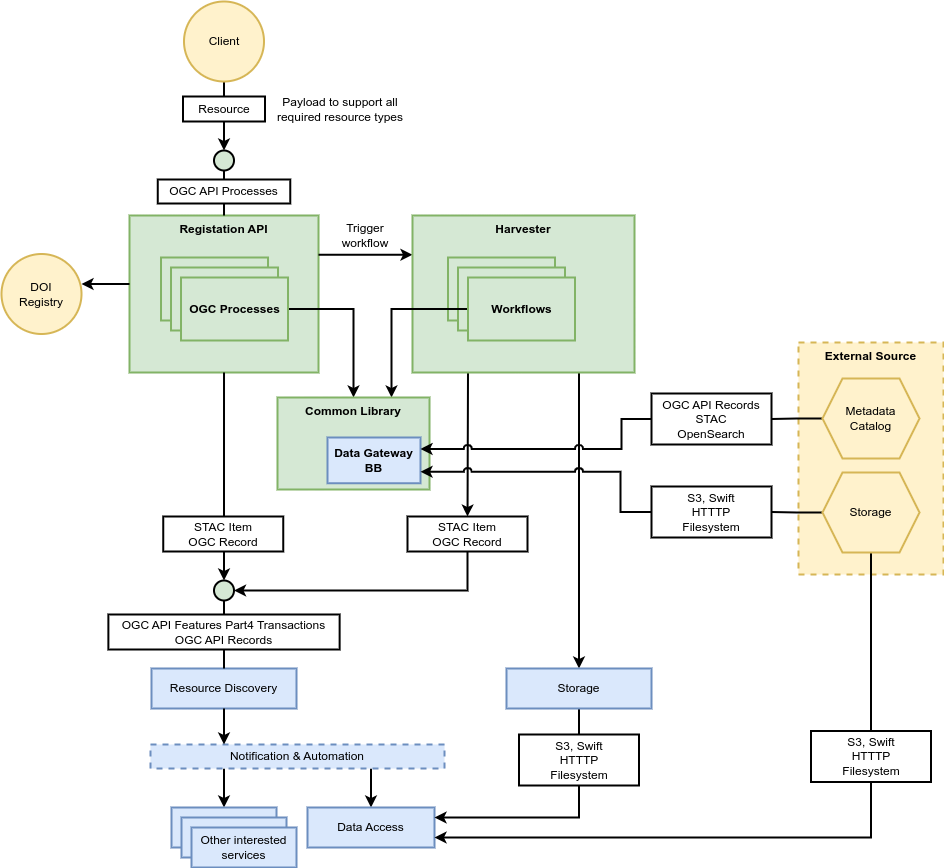 Client
Resource
Payload to support all
required resource types
OGC API Processes
Registation API
Trigger
workflow
Harvester
DOI
Registry
OGC Processes
Workflows
External Source
Common Library
OGC API Records
STAC
OpenSearch
Metadata
Catalog
Data Gateway
BB
S3, Swift
HTTTP
Filesystem
Storage
STAC Item
OGC Record
STAC Item
OGC Record
OGC API Features Part4 Transactions
OGC API Records
Resource Discovery
Storage
Notification & Automation
S3, Swift
HTTTP
Filesystem
S3, Swift
HTTTP
Filesystem
Data Access
Other interested
services